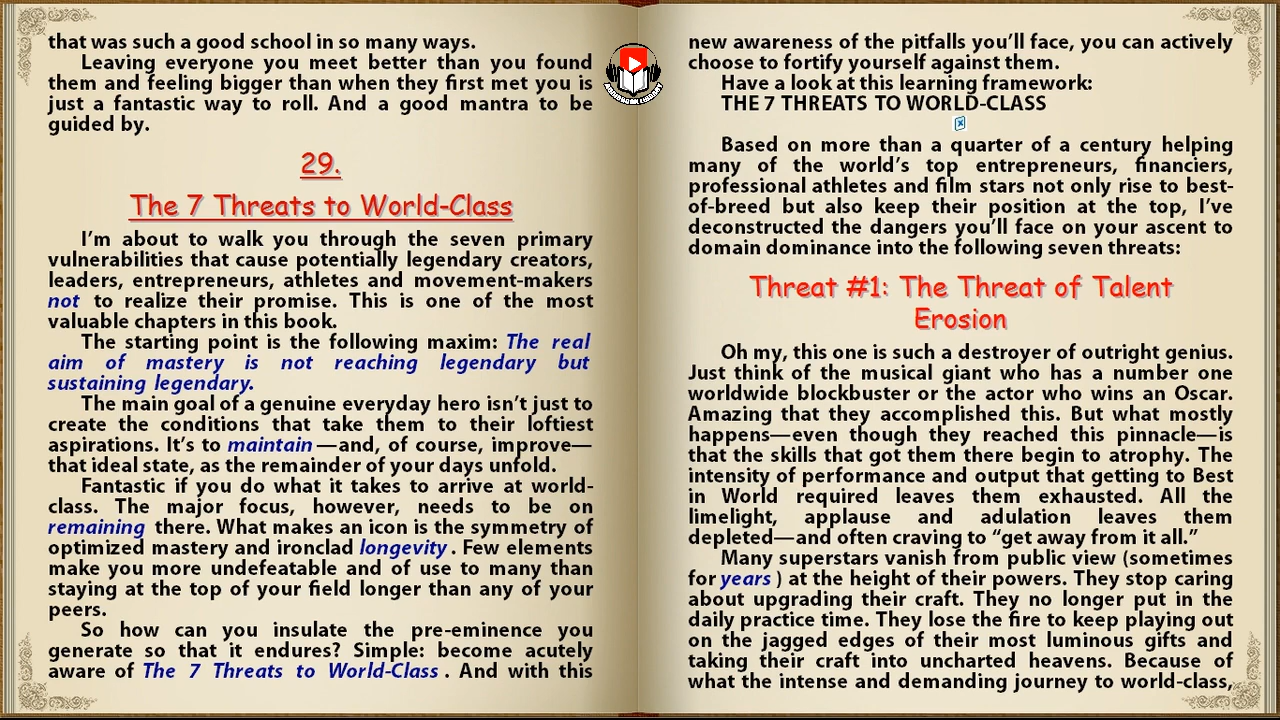 that was such a good school in so many ways.
Leaving everyone you meet better than you found
them and feeling bigger than when they first met you is
just a fantastic way to roll. And a good mantra to be
guided by.
29.
The 7 Threats to World-Class
I’m about to walk you through the seven primary
vulnerabilities that cause potentially legendary creators,
leaders, entrepreneurs, athletes and movement-makers
not to realize their promise. This is one of the most
valuable chapters in this book.
The starting point is the following maxim: The real
aim of mastery is not reaching legendary but
sustaining legendary.
The main goal of a genuine everyday hero isn’t just to
create the conditions that take them to their loftiest
aspirations. It’s to maintain —and, of course, improve—
that ideal state, as the remainder of your days unfold.
Fantastic if you do what it takes to arrive at world-
class. The major focus, however, needs to be on
remaining there. What makes an icon is the symmetry of
optimized mastery and ironclad longevity . Few elements
make you more undefeatable and of use to many than
staying at the top of your field longer than any of your
peers.
So how can you insulate the pre-eminence you
generate so that it endures? Simple: become acutely
aware of The 7 Threats to World-Class . And with this
new awareness of the pitfalls you’ll face, you can actively
choose to fortify yourself against them.
Have a look at this learning framework:
THE 7 THREATS TO WORLD-CLASS
Based on more than a quarter of a century helping
many of the world’s top entrepreneurs, financiers,
professional athletes and film stars not only rise to best-
of-breed but also keep their position at the top, I’ve
deconstructed the dangers you’ll face on your ascent to
domain dominance into the following seven threats:
Threat #1: The Threat of Talent
Erosion
Oh my, this one is such a destroyer of outright genius.
Just think of the musical giant who has a number one
worldwide blockbuster or the actor who wins an Oscar.
Amazing that they accomplished this. But what mostly
happens—even though they reached this pinnacle—is
that the skills that got them there begin to atrophy. The
intensity of performance and output that getting to Best
in World required leaves them exhausted. All the
limelight, applause and adulation leaves them
depleted—and often craving to “get away from it all.”
Many superstars vanish from public view (sometimes
for years ) at the height of their powers. They stop caring
about upgrading their craft. They no longer put in the
daily practice time. They lose the fire to keep playing out
on the jagged edges of their most luminous gifts and
taking their craft into uncharted heavens. Because of
what the intense and demanding journey to world-class,